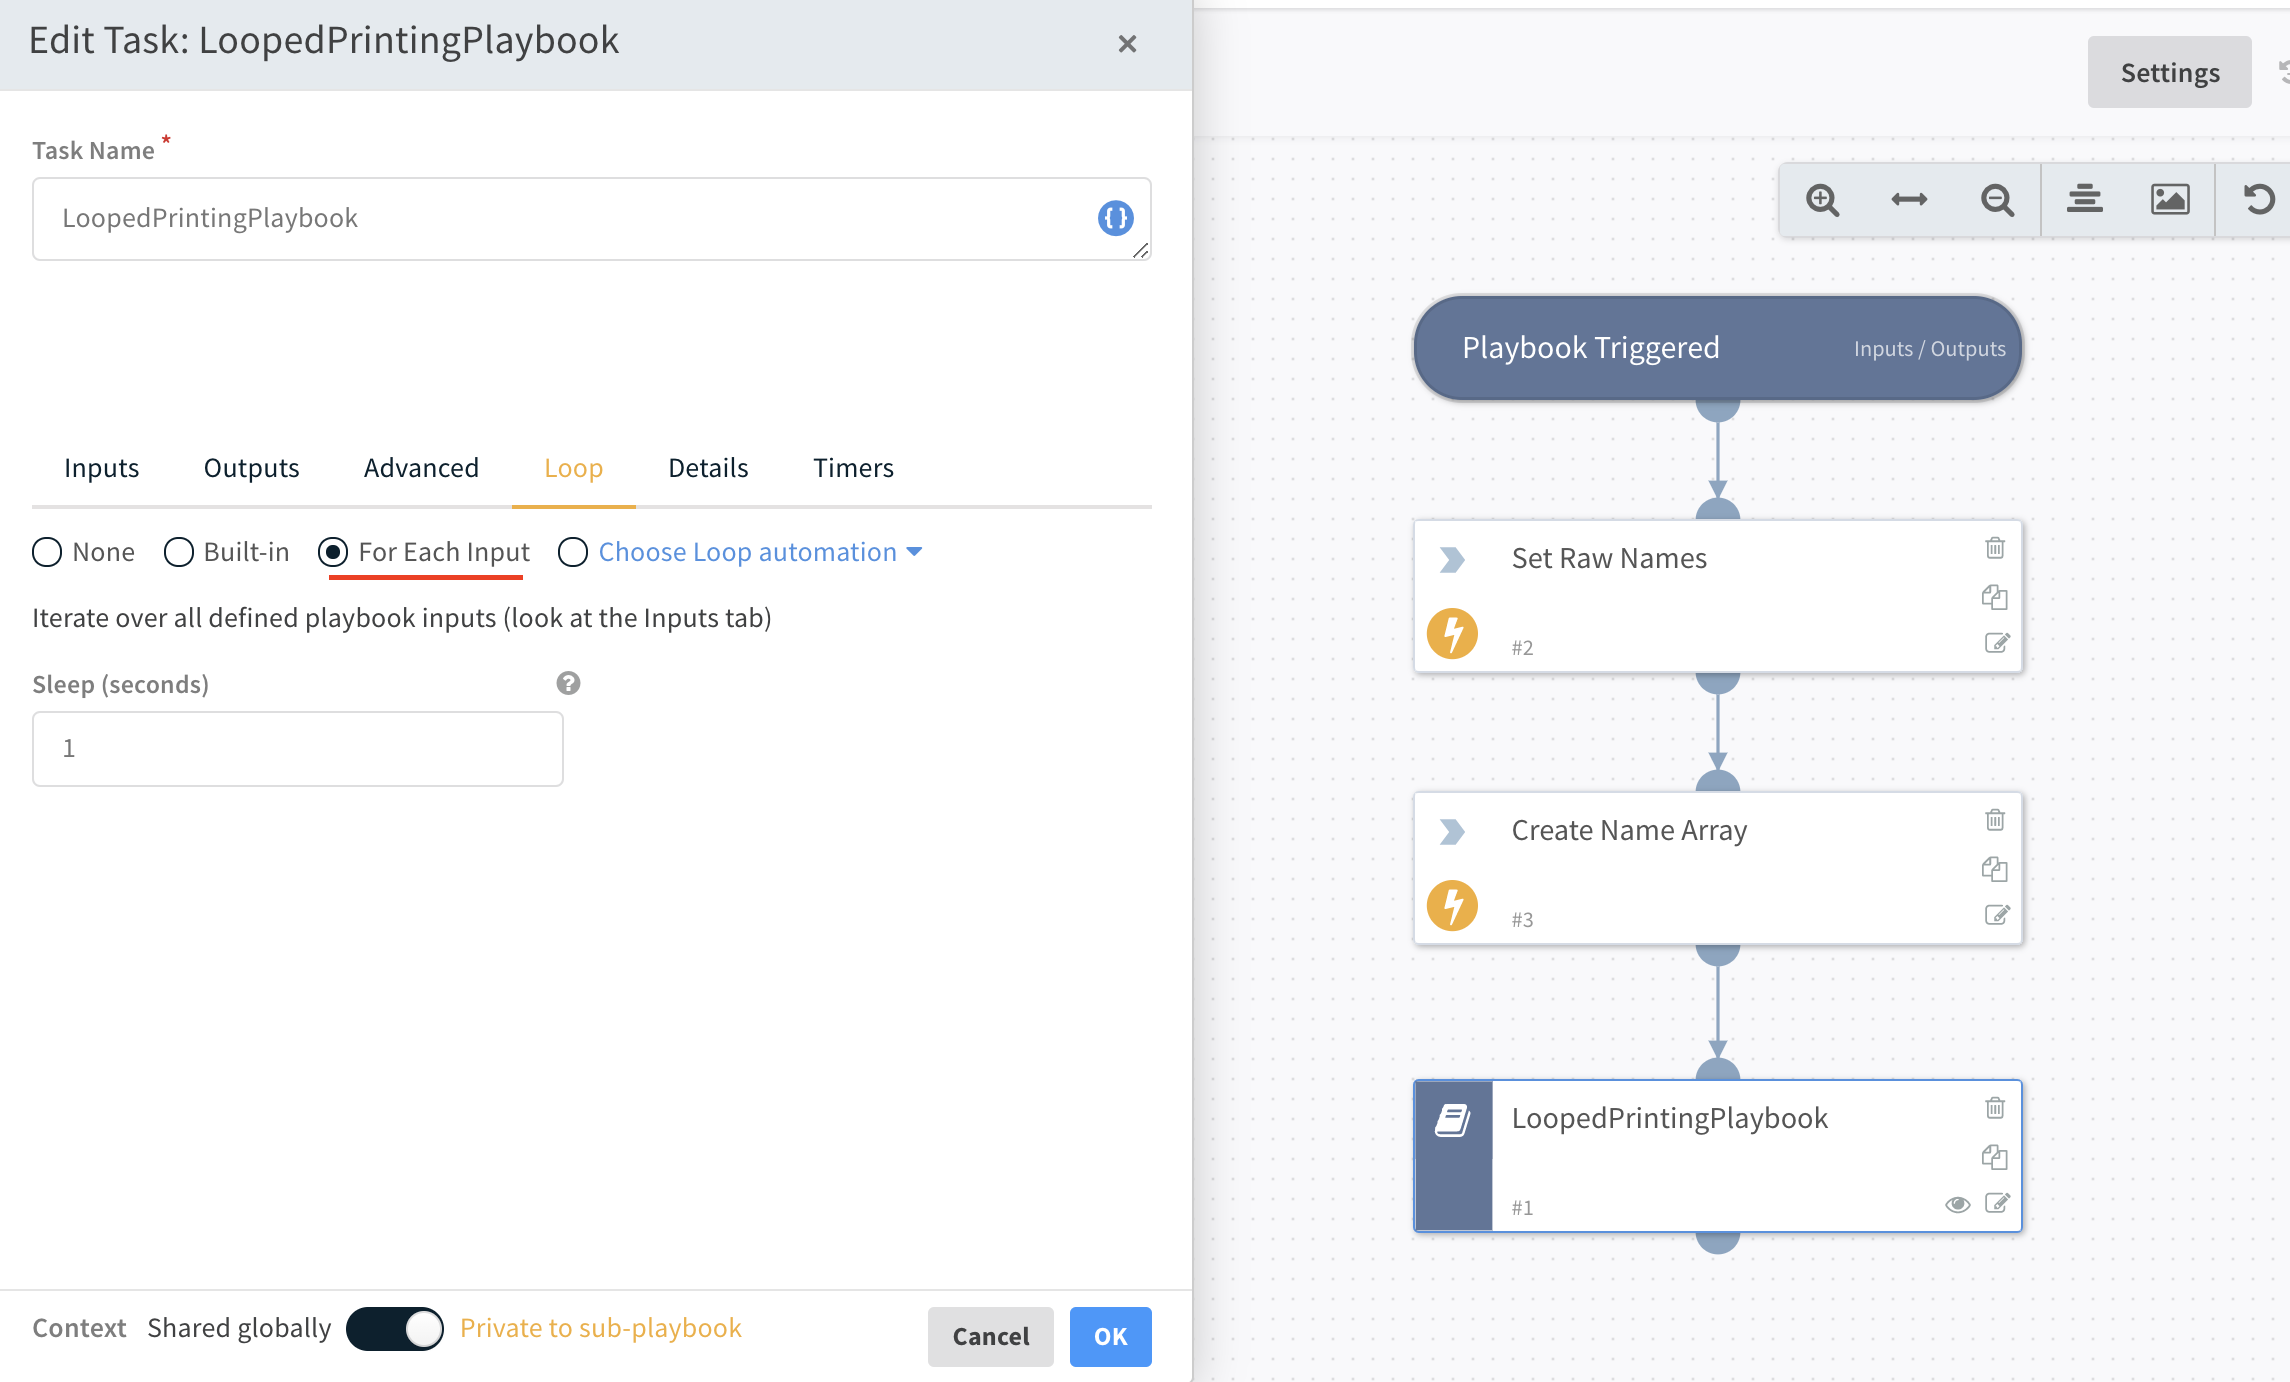 Edit Task: LoopedPrintingPlaybook
Task Name *
LoopedPrintingPlaybook
Inputs Outputs Advanced Loop Details Timers
None Built-in For Each Input Choose Loop automation
Iterate over all defined playbook inputs (look at the Inputs tab)
Sleep (seconds)
1
Context Shared globally Private to sub-playbook
Cancel OK
Settings
Playbook Triggered Inputs / Outputs
Set Raw Names
#2
Create Name Array
#3
LoopedPrintingPlaybook
#1